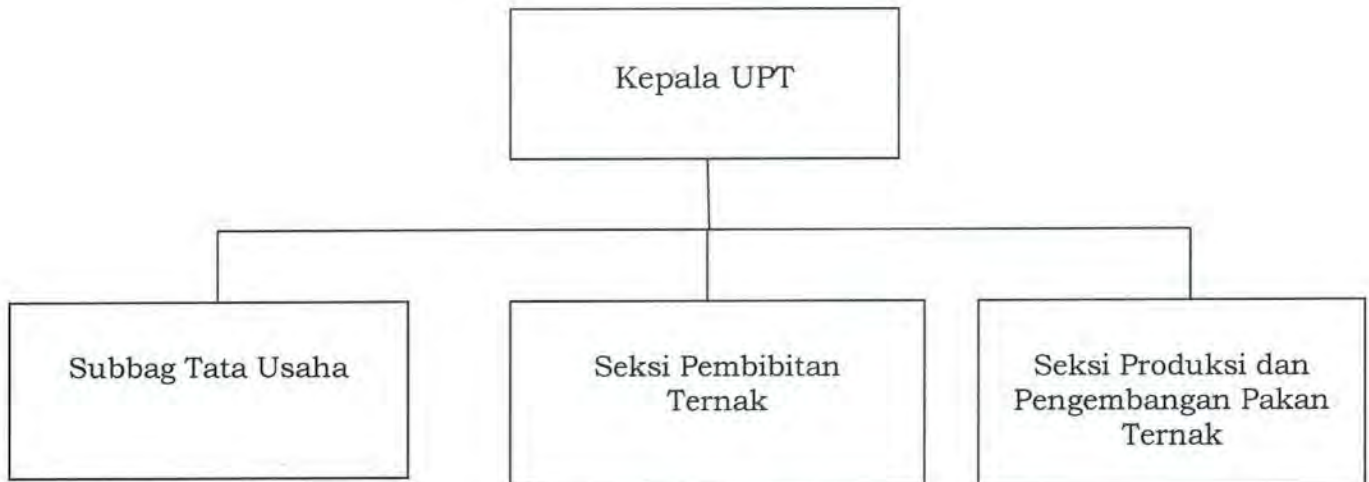 Kepala UPT
Subbag Tata Usaha
Seksi Pembibitan
Ternak
Seksi Produksi dan
Pengembangan Pakan
Ternak